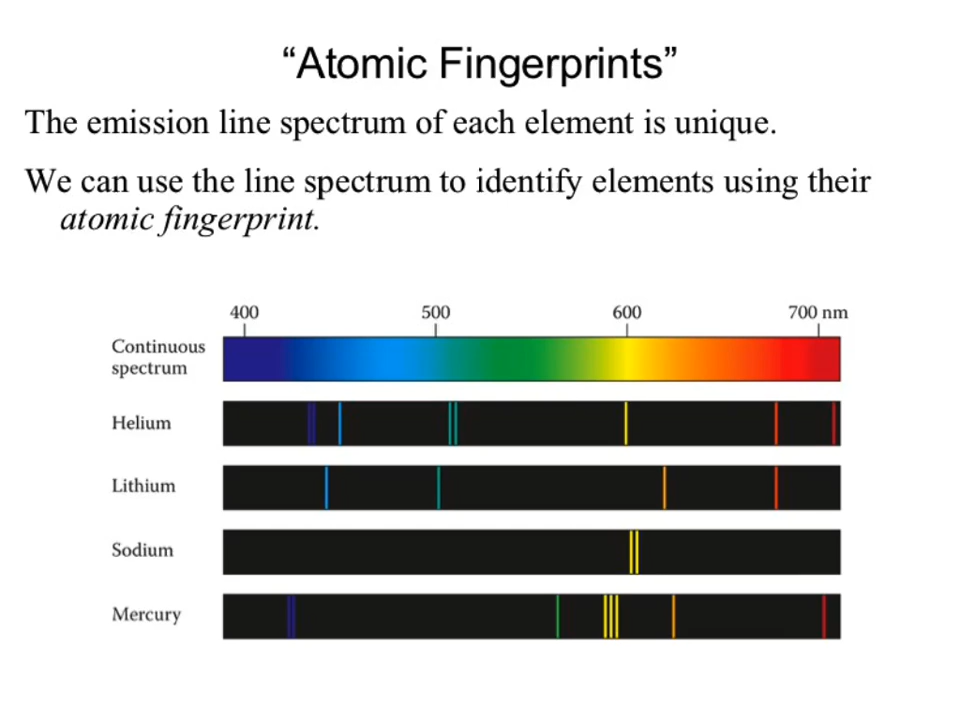 “Atomic Fingerprints”
The emission line spectrum of each element is unique.
We can use the line spectrum to identify elements using their
atomic fingerprint.
400 500 600 700 nm
Continuous
spectrum
Helium
Lithium
Sodium
Mercury